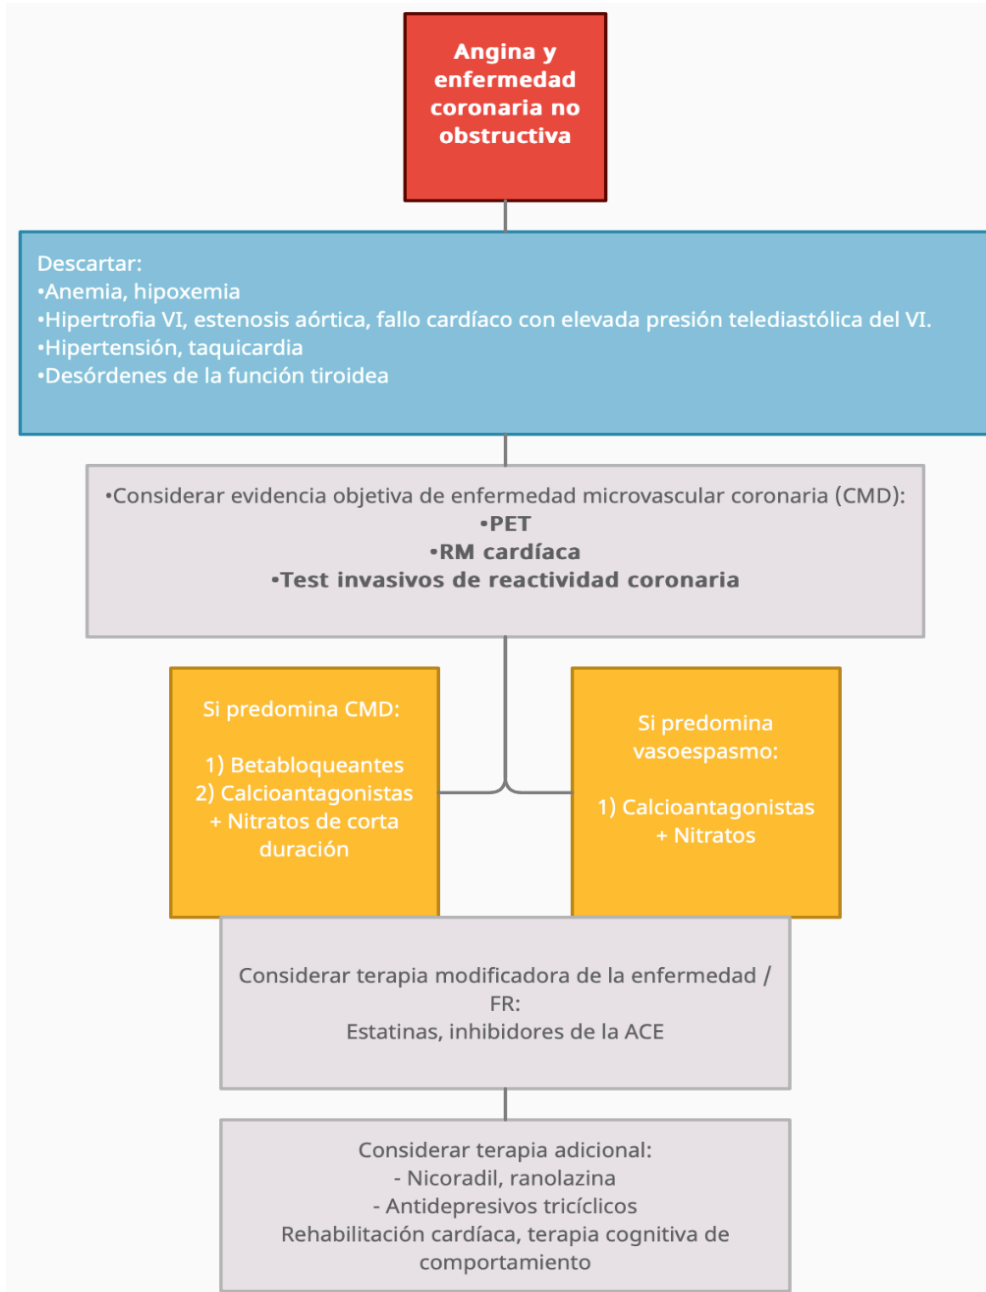 Angina y
enfermedad
coronaria no
obstructiva
Descartar:
•Anemia, hipoxemia
•Hipertrofia VI, estenosis aórtica, fallo cardíaco con elevada presión telediastólica del VI.
•Hipertensión, taquicardia
•Desórdenes de la función tiroidea
•Considerar evidencia objetiva de enfermedad microvascular coronaria (CMD):
•PET
•RM cardíaca
•Test invasivos de reactividad coronaria
Si predomina CMD:
1) Betabloqueantes
2) Calcioantagonistas
+ Nitratos de corta
duración
Si predomina
vasoespasmo:
1) Calcioantagonistas
+ Nitratos
Considerar terapia modificadora de la enfermedad /
FR:
Estatinas, inhibidores de la ACE
Considerar terapia adicional:
- Nicoradil, ranolazina
- Antidepresivos tricíclicos
Rehabilitación cardíaca, terapia cognitiva de
comportamiento